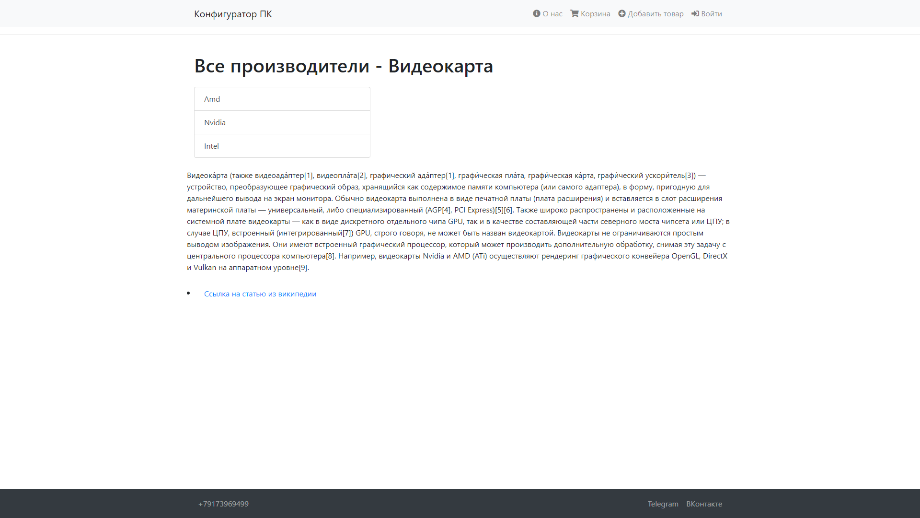 Конфигуратор ПК
О нас Корзина Добавить товар Войти
Все производители - Видеокарта
Amd
Nvidia
Intel
Видеока́рта (также видеоада́птер[1], видеопла́та[2], графический ада́птер[1], графи́ческая пла́та, графи́ческая ка́рта, графи́ческий ускори́тель[3]) —
устройство, преобразующее графический образ, хранящийся как содержимое памяти компьютера (или самого адаптера), в форму, пригодную для
дальнейшего вывода на экран монитора. Обычно видеокарта выполнена в виде печатной платы (плата расширения) и вставляется в слот расширения
материнской платы — универсальный, либо специализированный (AGP[4], PCI Express)[5][6]. Также широко распространены и расположенные на
системной плате видеокарты — как в виде дискретного отдельного чипа GPU, так и в качестве составляющей части северного моста чипсета или ЦПУ; в
случае ЦПУ, встроенный (интегрированный[7]) GPU, строго говоря, не может быть назван видеокартой. Видеокарты не ограничиваются простым
выводом изображения. Они имеют встроенный графический процессор, который может производить дополнительную обработку, снимая эту задачу с
центрального процессора компьютера[8]. Например, видеокарты Nvidia и AMD (ATi) осуществляют рендеринг графического конвейера OpenGL, DirectX
и Vulkan на аппаратном уровне[9].
Ссылка на статью из википедии
+79173969499
Telegram ВКонтакте